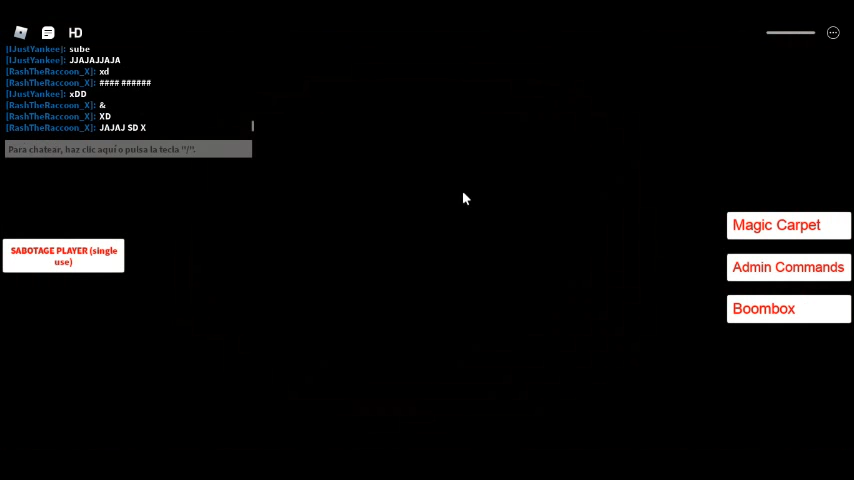 HD
[IJustYankee]: sube
[IJustYankee]: JJAJAJJAJA
[RashTheRaccoon_X]: xd
[RashTheRaccoon_X]: #### ######
[IJustYankee]: xDD
[RashTheRaccoon_X]: &
[RashTheRaccoon_X]: XD
[RashTheRaccoon_X]: JAJAJ SD X
Para chatear, haz clic aquí o pulsa la tecla "/".
Magic Carpet
SABOTAGE PLAYER (single
use)
Admin Commands
Boombox